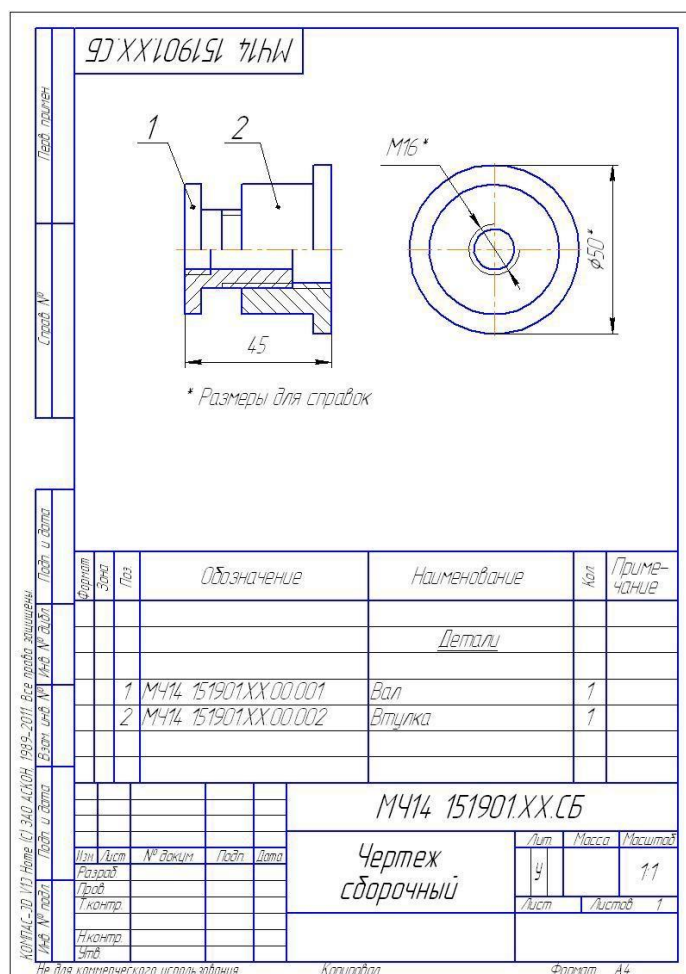 МЧ14 151901.XX.СБ
Перв. примен.
Справ. №
1
2
М16*
⌀50*
45
* Размеры для справок
Подп. и дата
Инв. № дубл.
Взам. инв. №
Подп. и дата
Инв. № подл.
КОМПАС-3D V13 Home (C) ЗАО АСКОН, 1989-2011. Все права защищены.
Формат Зона Поз. Обозначение Наименование Кол. Приме-
чание
Детали
1 МЧ14 151901.XX.00.001 Вал 1
2 МЧ14 151901.XX.00.002 Втулка 1
МЧ14 151901.XX.СБ
Изм. Лист № докум. Подп. Дата
Разраб.
Пров.
Т.контр.
Н.контр.
Утв.
Чертеж
сборочный
Лит. Масса Масштаб
у 1:1
Лист Листов 1
Не для коммерческого использования Копировал Формат А4